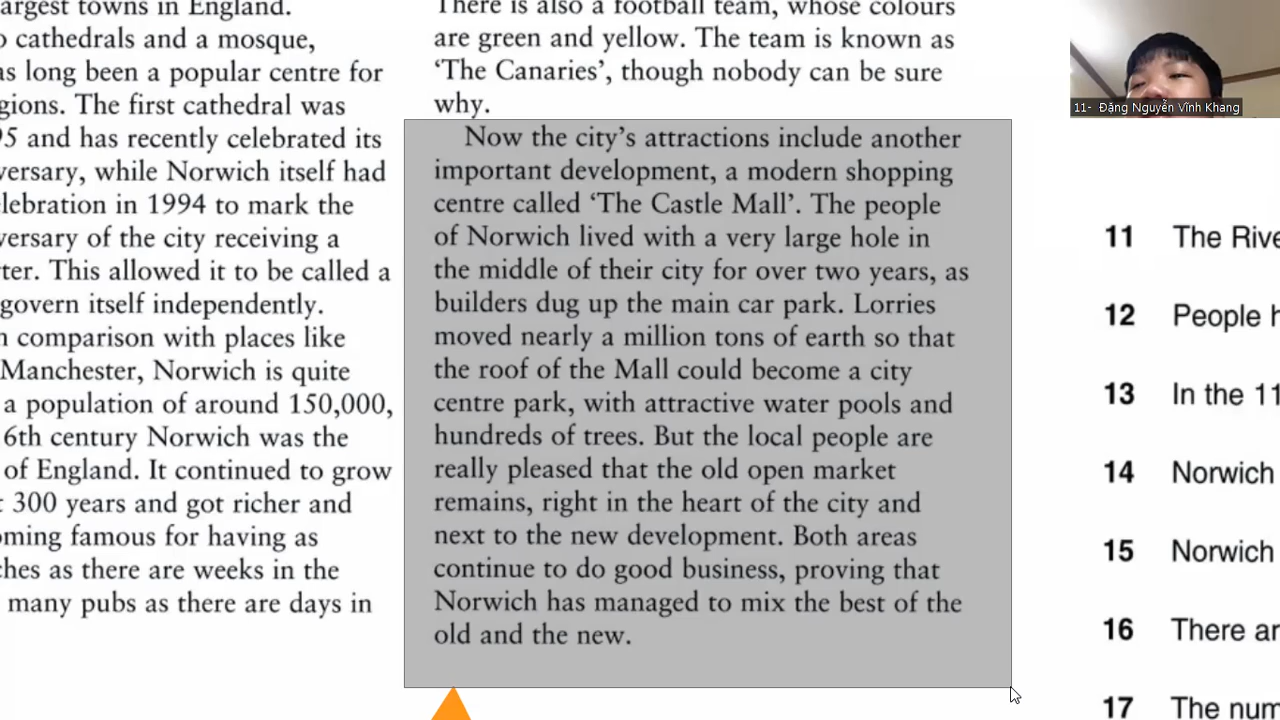 argest towns in England.
cathedrals and a mosque,
as long been a popular centre for
gions. The first cathedral was
95 and has recently celebrated its
versary, while Norwich itself had
lebration in 1994 to mark the
versary of the city receiving a
ter. This allowed it to be called a
govern itself independently.
n comparison with places like
Manchester, Norwich is quite
a population of around 150,000,
6th century Norwich was the
of England. It continued to grow
t 300 years and got richer and
oming famous for having as
ches as there are weeks in the
many pubs as there are days in
There is also a football team, whose colours
are green and yellow. The team is known as
‘The Canaries’, though nobody can be sure
why.
Now the city’s attractions include another
important development, a modern shopping
centre called ‘The Castle Mall’. The people
of Norwich lived with a very large hole in
the middle of their city for over two years, as
builders dug up the main car park. Lorries
moved nearly a million tons of earth so that
the roof of the Mall could become a city
centre park, with attractive water pools and
hundreds of trees. But the local people are
really pleased that the old open market
remains, right in the heart of the city and
next to the new development. Both areas
continue to do good business, proving that
Norwich has managed to mix the best of the
old and the new.
11- Đặng Nguyễn Vĩnh Khang
11 The Rive
12 People h
13 In the 11
14 Norwich
15 Norwich
16 There ar
17 The num